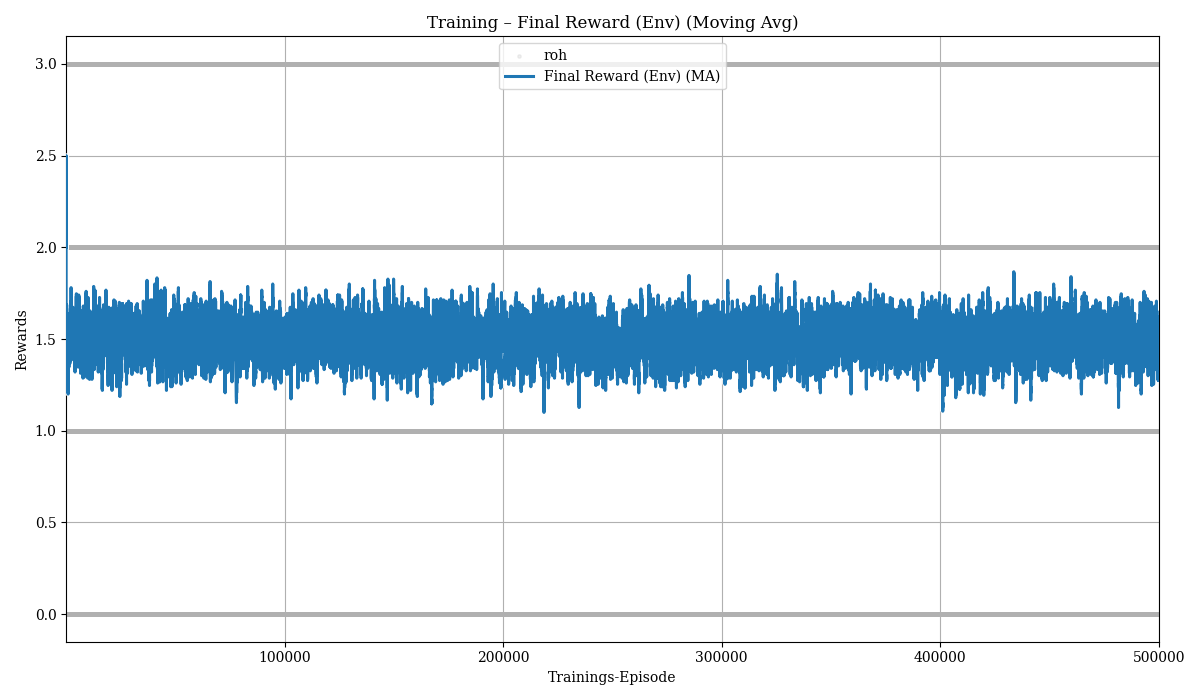 Training – Final Reward (Env) (Moving Avg)
roh
Final Reward (Env) (MA)
3.0
2.5
2.0
1.5
1.0
0.5
0.0
Rewards
100000
200000
300000
400000
500000
Trainings-Episode